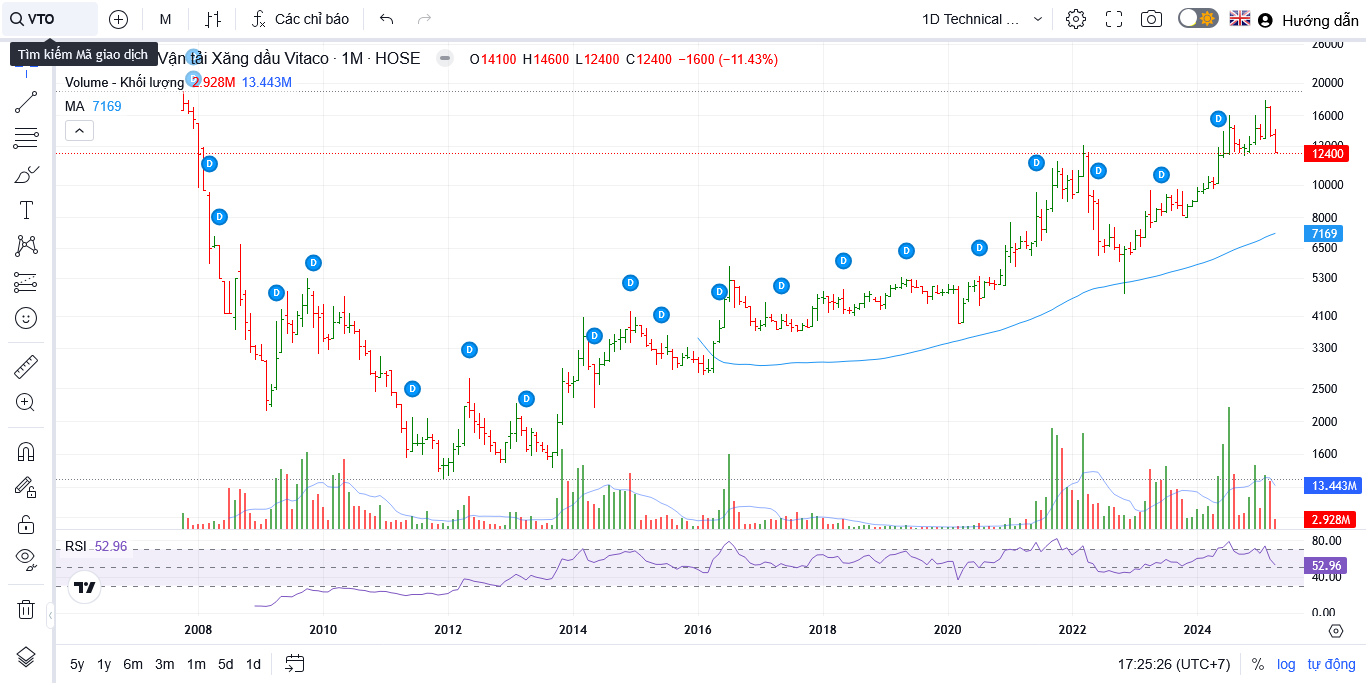 VTO
M
Các chỉ báo
1D Technical ...
Hướng dẫn
Tìm kiếm Mã giao dịch
Vận tải Xăng dầu Vitaco · 1M · HOSE
O14100 H14600 L12400 C12400 −1600 (−11.43%)
Volume - Khối lượng 2.928M 13.443M
MA 7169
26000
20000
16000
13000
12400
10000
8000
7169
6500
5300
4100
3300
2500
2000
1600
13.443M
2.928M
D D D D D D D D D D D D D D D D D D D D
RSI 52.96
80.00
52.96
40.00
0.00
2008 2010 2012 2014 2016 2018 2020 2022 2024
5y 1y 6m 3m 1m 5d 1d
17:25:26 (UTC+7) % log tự động